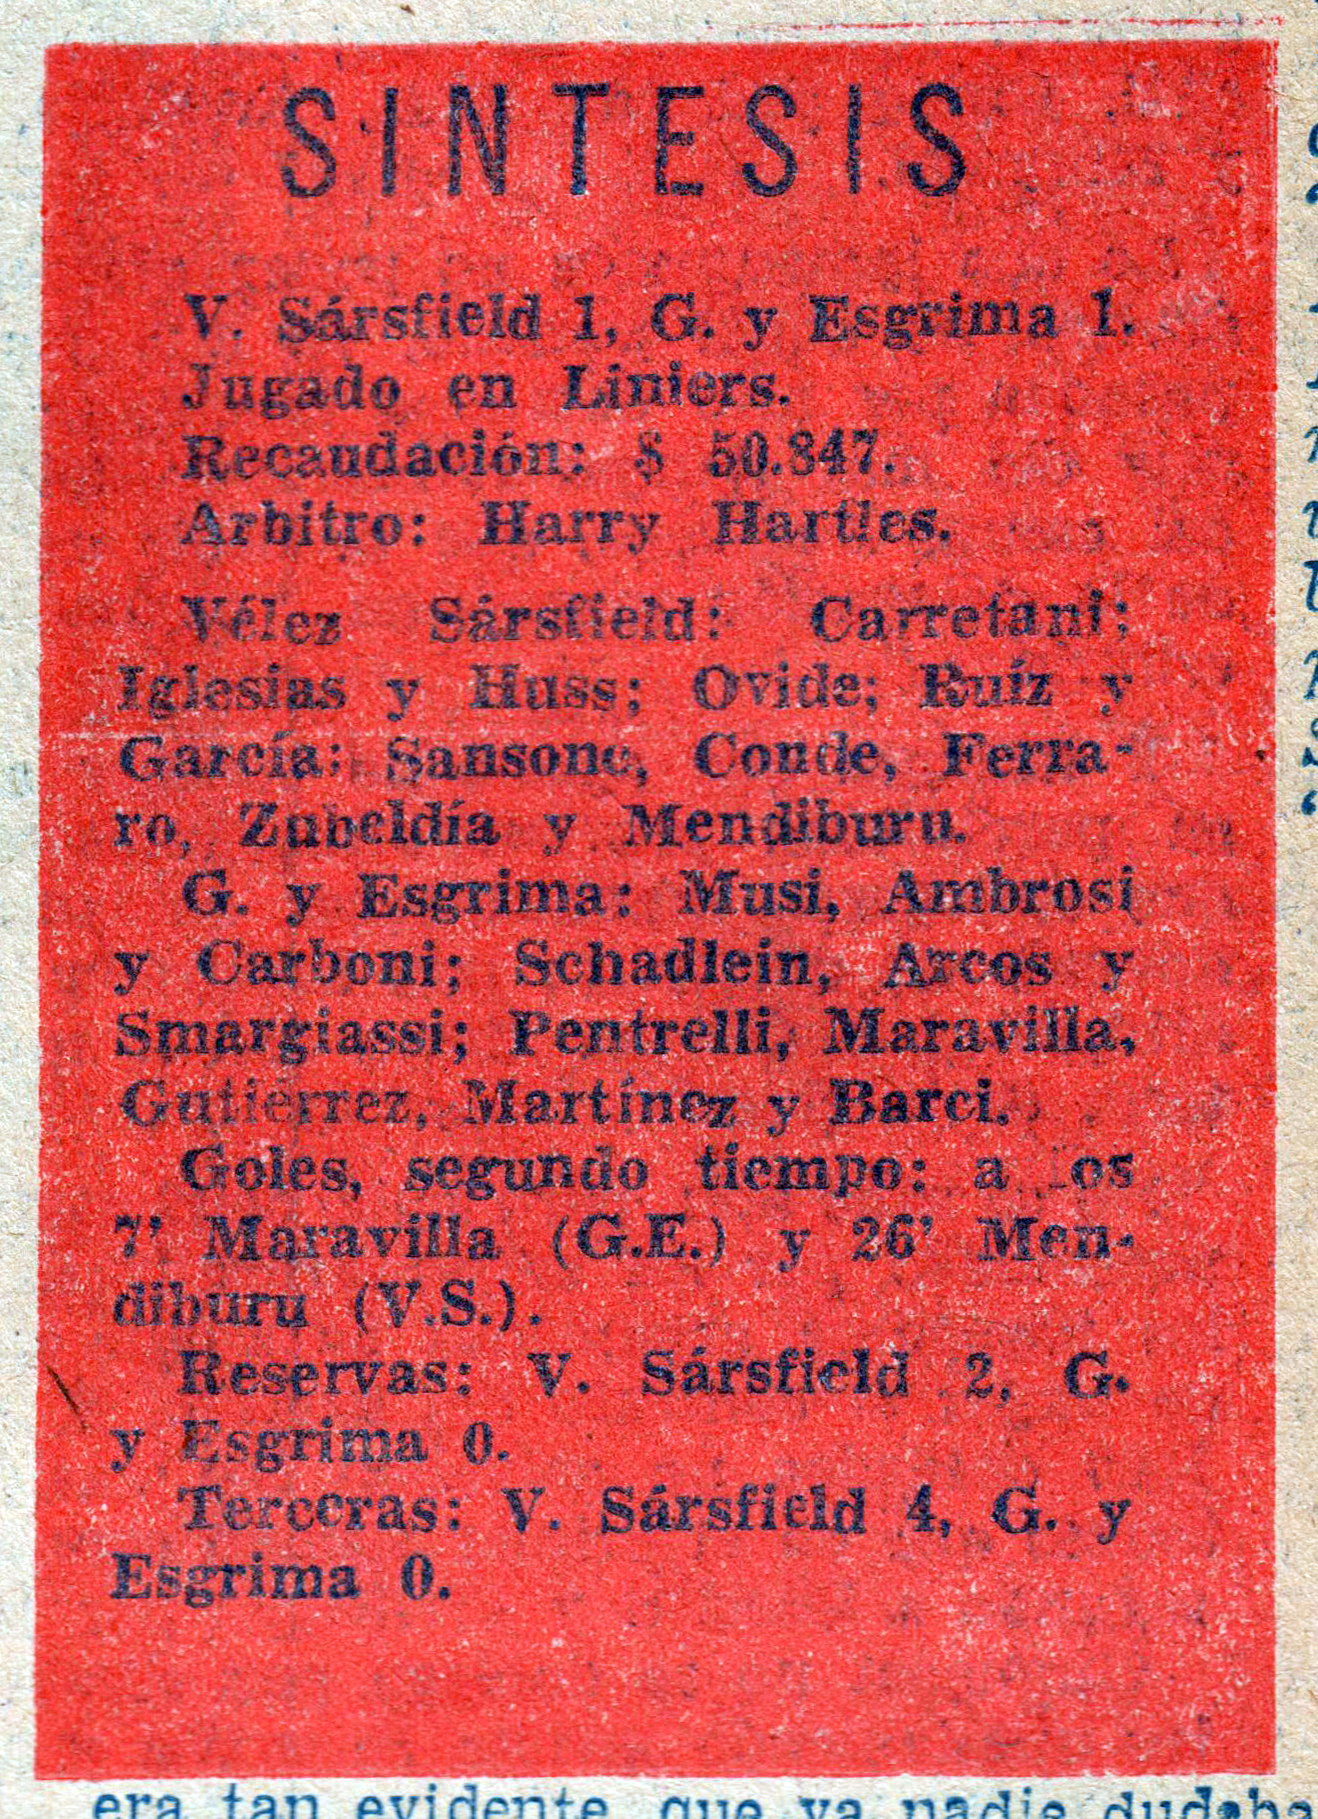 SINTESIS
V. Sársfield 1, G. y Esgrima 1.
Jugado en Liniers.
Recaudación: $ 50.847.
Arbitro: Harry Hartles.
Vélez Sársfield: Carretani;
Iglesias y Huss; Ovide; Ruíz y
García; Sansone, Conde, Ferra-
ro, Zubeldía y Mendiburu.
G. y Esgrima: Musi, Ambrosi
y Carboni; Schadlein, Arcos y
Smargiassi; Pentrelli, Maravilla,
Gutiérrez, Martínez y Barci.
Goles, segundo tiempo: a los
7' Maravilla (G.E.) y 26' Men-
diburu (V.S.).
Reservas: V. Sársfield 2, G.
y Esgrima 0.
Terceras: V. Sársfield 4, G. y
Esgrima 0.
era tan evidente que ya nadie dudaba